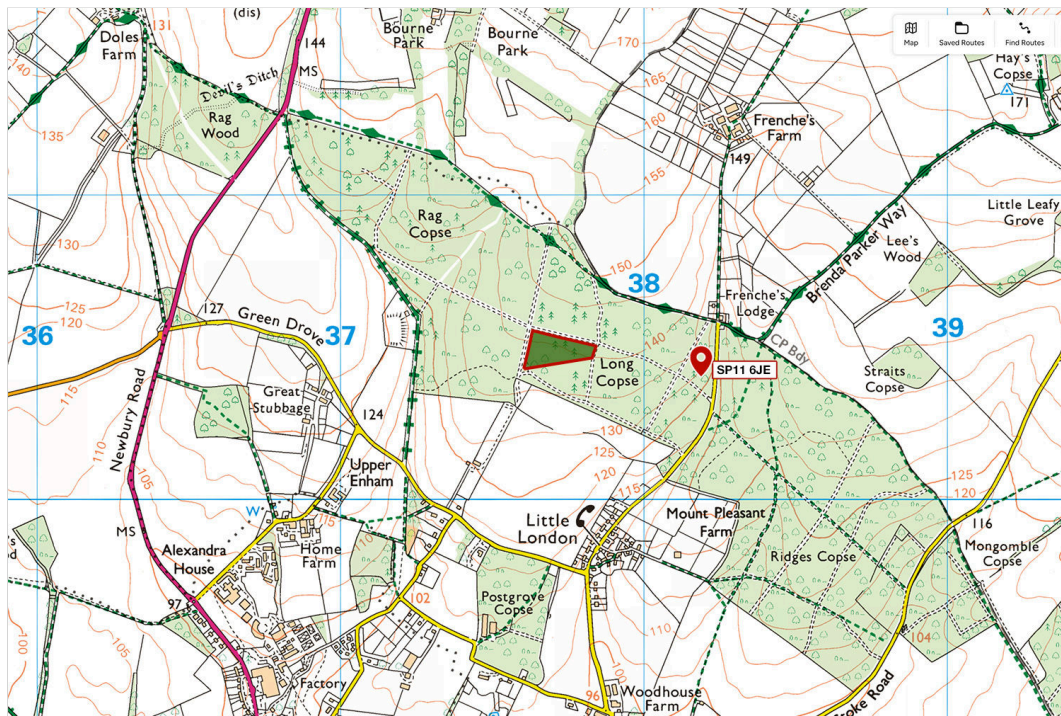 (dis)
131
Doles
Farm
144
MS
Bourne
Park
Bourne
Park
170
Map
Saved Routes
Find Routes
Hay's
Copse
171
140
165
160
Devil's Ditch
Rag
Wood
135
Frenche's
Farm
149
155
Little Leafy
Grove
Rag
Copse
130
Brenda Parker Way
Lee's
Wood
150
38
125
120
127
Green Drove
Frenche's
Lodge
36
37
39
140
CP Bdy
SP11 6JE
Long
Copse
Straits
Copse
115
Newbury Road
Great
Stubbage
124
110
130
125
120
105
Upper
Enham
125
120
115
W
115
Little
London
Mount Pleasant
Farm
116
MS
Alexandra
House
Home
Farm
Ridges Copse
Mongomble
Copse
97
102
Postgrove
Copse
110
104
100
105
100
Factory
96
Woodhouse
Farm
roke Road